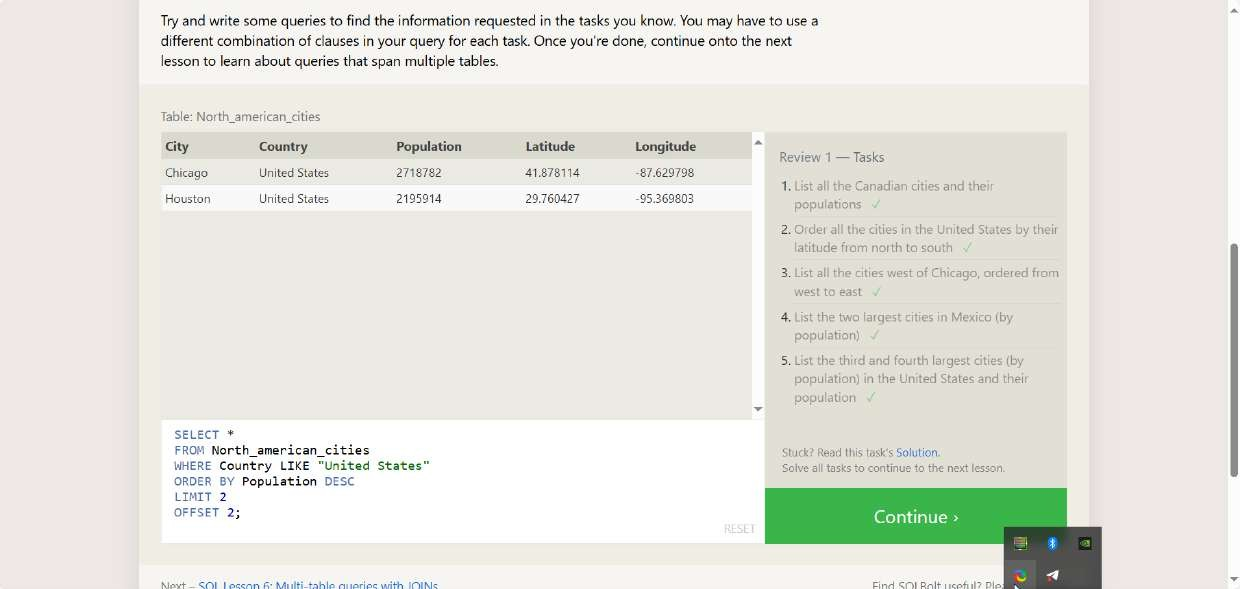 Try and write some queries to find the information requested in the tasks you know. You may have to use a
different combination of clauses in your query for each task. Once you're done, continue onto the next
lesson to learn about queries that span multiple tables.
Table: North_american_cities
City Country Population Latitude Longitude
Chicago United States 2718782 41.878114 -87.629798
Houston United States 2195914 29.760427 -95.369803
SELECT *
FROM North_american_cities
WHERE Country LIKE "United States"
ORDER BY Population DESC
LIMIT 2
OFFSET 2;
RESET
Review 1 — Tasks
1. List all the Canadian cities and their
populations ✓
2. Order all the cities in the United States by their
latitude from north to south ✓
3. List all the cities west of Chicago, ordered from
west to east ✓
4. List the two largest cities in Mexico (by
population) ✓
5. List the third and fourth largest cities (by
population) in the United States and their
population ✓
Stuck? Read this task's Solution.
Solve all tasks to continue to the next lesson.
Continue ›
Next – SQL Lesson 6: Multi-table queries with JOINs
Find SQLBolt useful?